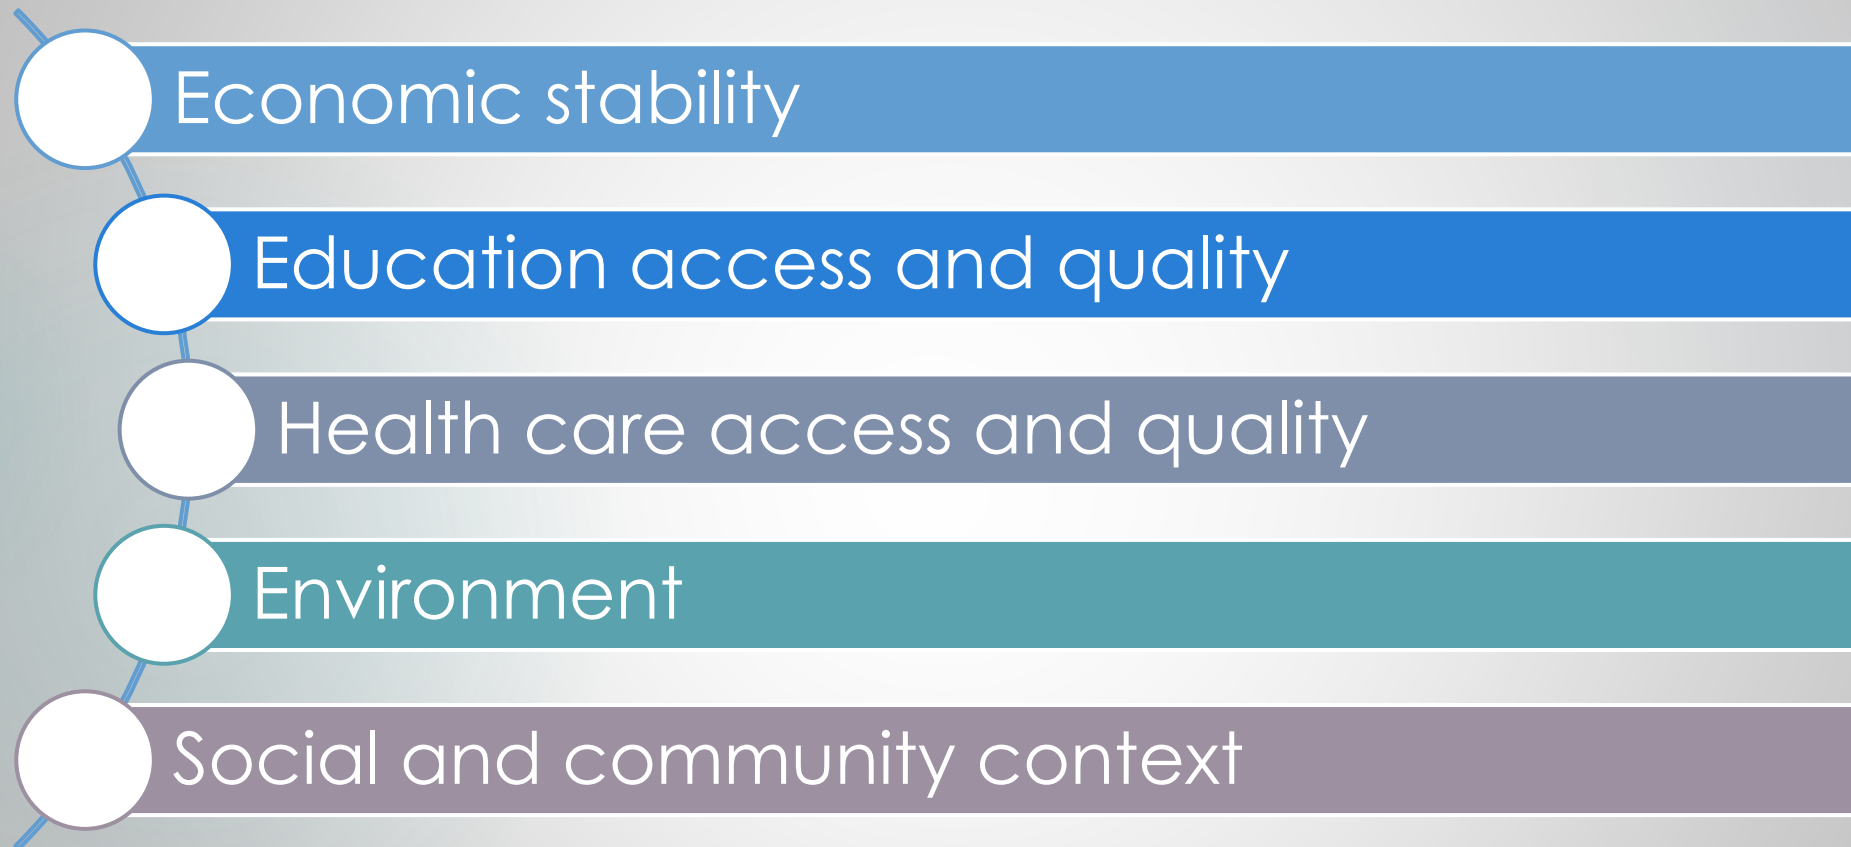 Economic stability
Education access and quality
Health care access and quality
Environment
Social and community context